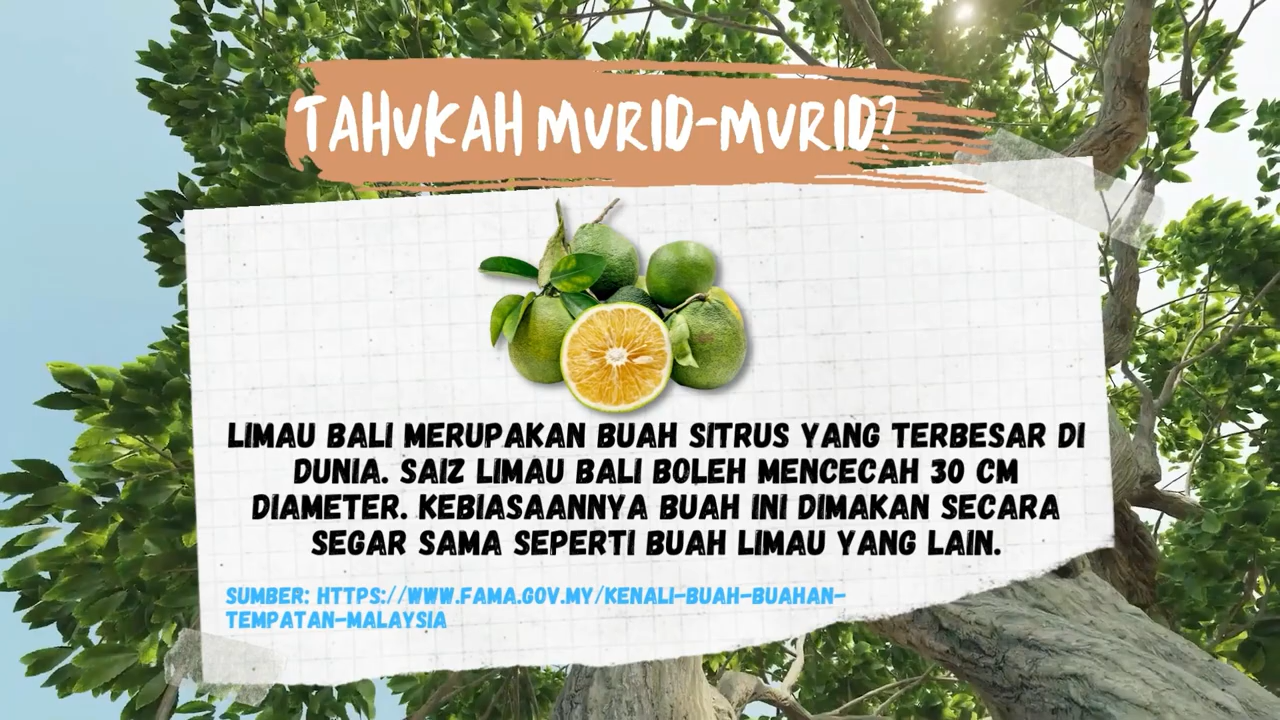 TAHUKAH MURID-MURID?
LIMAU BALI MERUPAKAN BUAH SITRUS YANG TERBESAR DI
DUNIA. SAIZ LIMAU BALI BOLEH MENCECAH 30 CM
DIAMETER. KEBIASAANNYA BUAH INI DIMAKAN SECARA
SEGAR SAMA SEPERTI BUAH LIMAU YANG LAIN.
SUMBER: HTTPS://WWW.FAMA.GOV.MY/KENALI-BUAH-BUAHAN-
TEMPATAN-MALAYSIA